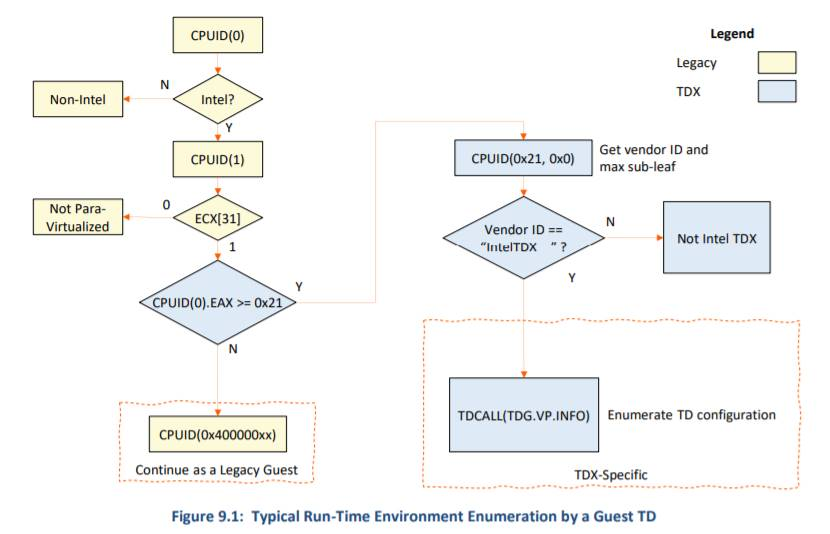 CPUID(0)
Legend
Legacy
TDX
N
Non-Intel
Intel?
Y
CPUID(1)
CPUID(0x21, 0x0)
Get vendor ID and
max sub-leaf
Not Para-
Virtualized
0
ECX[31]
1
Vendor ID ==
"IntelTDX    " ?
N
Not Intel TDX
Y
CPUID(0).EAX >= 0x21
Y
N
TDCALL(TDG.VP.INFO)
Enumerate TD configuration
CPUID(0x400000xx)
Continue as a Legacy Guest
TDX-Specific
Figure 9.1: Typical Run-Time Environment Enumeration by a Guest TD